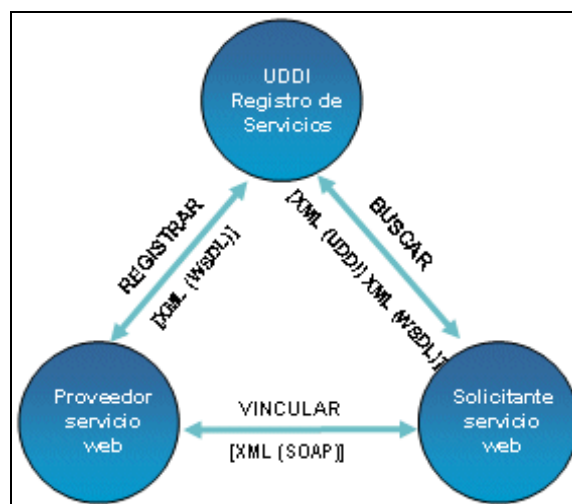 UDDI
Registro de
Servicios
REGISTRAR
[XML (WSDL)]
BUSCAR
[XML (UDDI) XML (WSDL)]
Proveedor
servicio
web
VINCULAR
[XML (SOAP)]
Solicitante
servicio
web